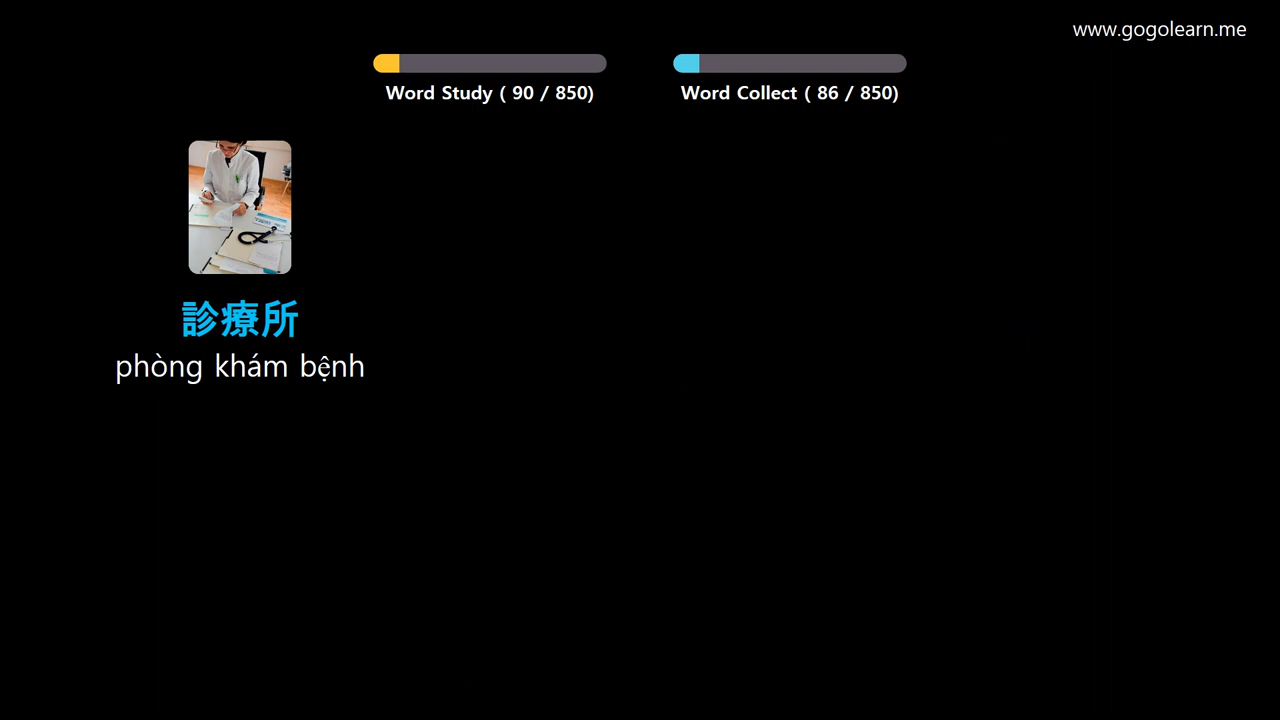 www.gogolearn.me
Word Study ( 90 / 850)
Word Collect ( 86 / 850)
診療所
phòng khám bệnh